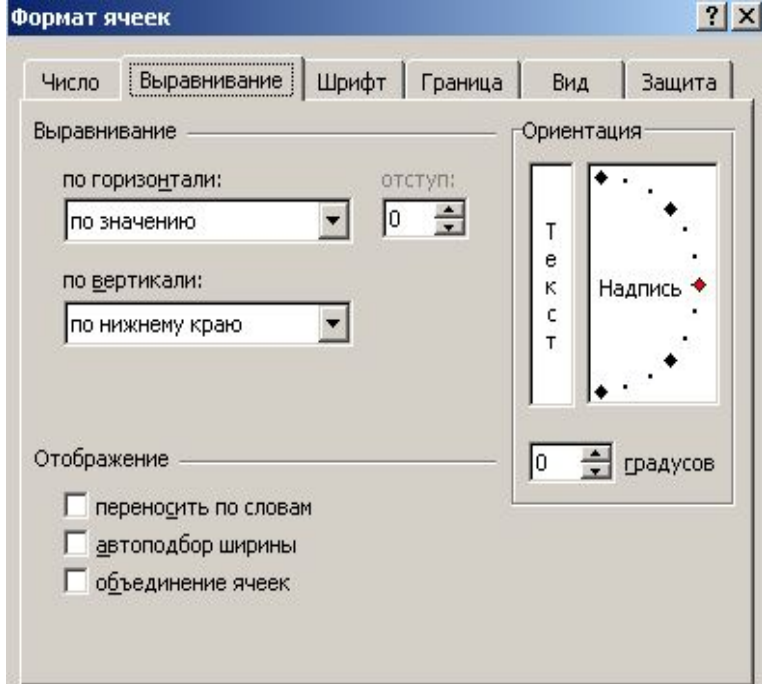 Формат ячеек
Число Выравнивание Шрифт Граница Вид Защита
Выравнивание
по горизонтали: отступ:
по значению 0
по вертикали:
по нижнему краю
Ориентация
Текст
Надпись
0 градусов
Отображение
переносить по словам
автоподбор ширины
объединение ячеек